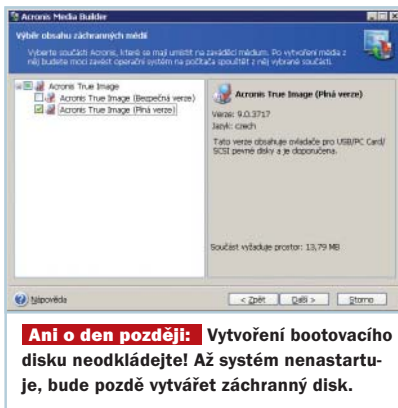 Acronis Media Builder
Výběr obsahu záchranných médií
Vyberte součásti Acronis, které se mají umístit na zaváděcí médium. Po vytvoření média z
něj budete moci zavést operační systém na počítača spouštět z něj vybrané součásti.
Acronis True Image
Acronis True Image (Bezpečná verze)
Acronis True Image (Plná verze)
Acronis True Image (Plná verze)
Verze: 9.0.3717
Jazyk: czech
Tato verze obsahuje ovladače pro USB/PC Card/
SCSI pevné disky a je doporučena.
Součást vyžaduje prostor: 13,79 MB
Nápověda
< Zpět
Další >
Storno
Ani o den později: Vytvoření bootovacího
disku neodkládejte! Až systém nenastartu-
je, bude pozdě vytvářet záchranný disk.